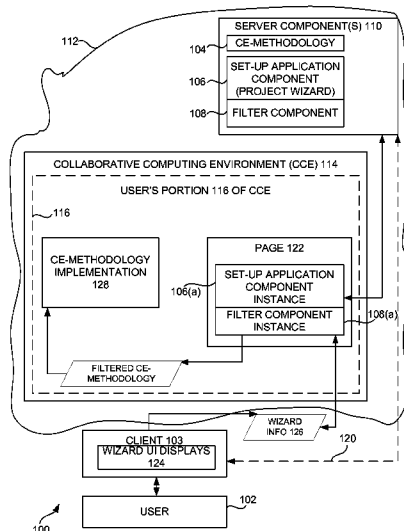 SERVER COMPONENT(S) 110
112
104
CE-METHODOLOGY
106
SET-UP APPLICATION
COMPONENT
(PROJECT WIZARD)
108
FILTER COMPONENT
COLLABORATIVE COMPUTING ENVIRONMENT (CCE) 114
USER'S PORTION 116 OF CCE
116
CE-METHODOLOGY
IMPLEMENTATION
128
PAGE 122
106(a)
SET-UP APPLICATION
COMPONENT
INSTANCE
FILTER COMPONENT
INSTANCE
108(a)
FILTERED CE-
METHODOLOGY
WIZARD
INFO 126
CLIENT 103
WIZARD UI DISPLAYS
124
120
USER
102
100